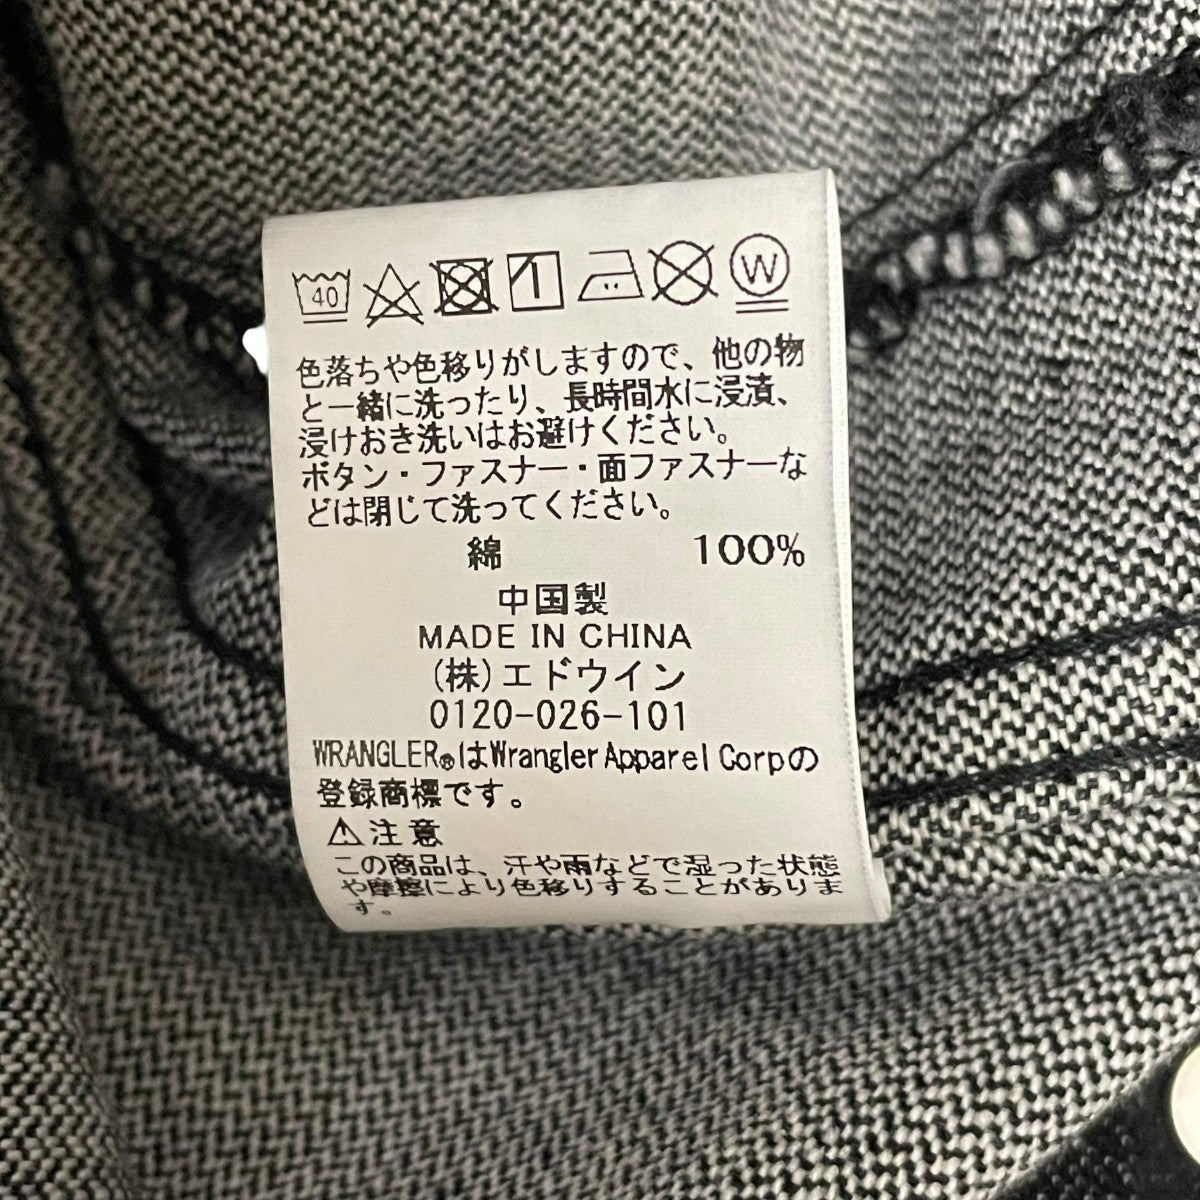 40 W
色落ちや色移りがしますので、他の物
と一緒に洗ったり、長時間水に浸漬、
浸けおき洗いはお避けください。
ボタン・ファスナー・面ファスナーな
どは閉じて洗ってください。
綿 100%
中国製
MADE IN CHINA
(株)エドウイン
0120-026-101
WRANGLER®はWrangler Apparel Corpの
登録商標です。
⚠注意
この商品は、汗や雨などで湿った状態
や摩擦により色移りすることがありま
す。